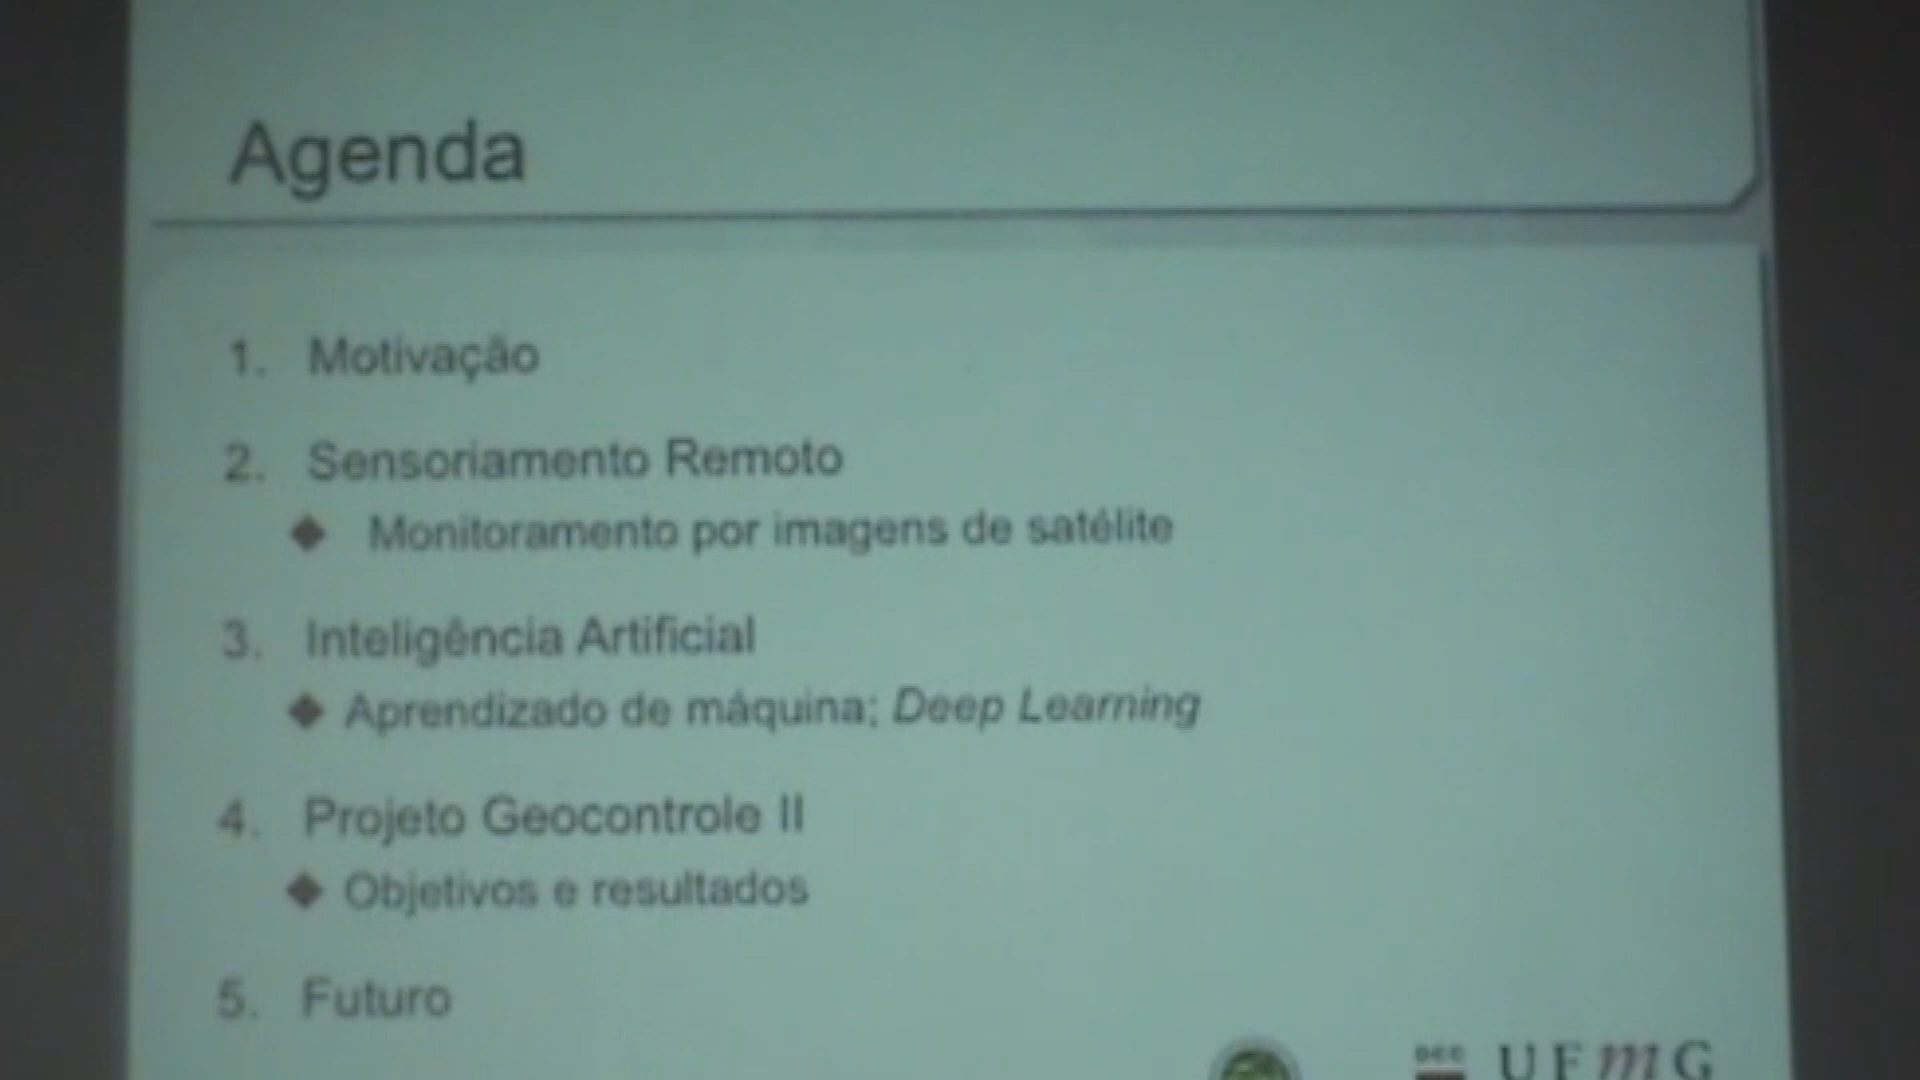 Agenda
1. Motivação
2. Sensoriamento Remoto
Monitoramento por imagens de satélite
3. Inteligência Artificial
Aprendizado de máquina; Deep Learning
4. Projeto Geocontrole II
Objetivos e resultados
5. Futuro
DCC UFmG